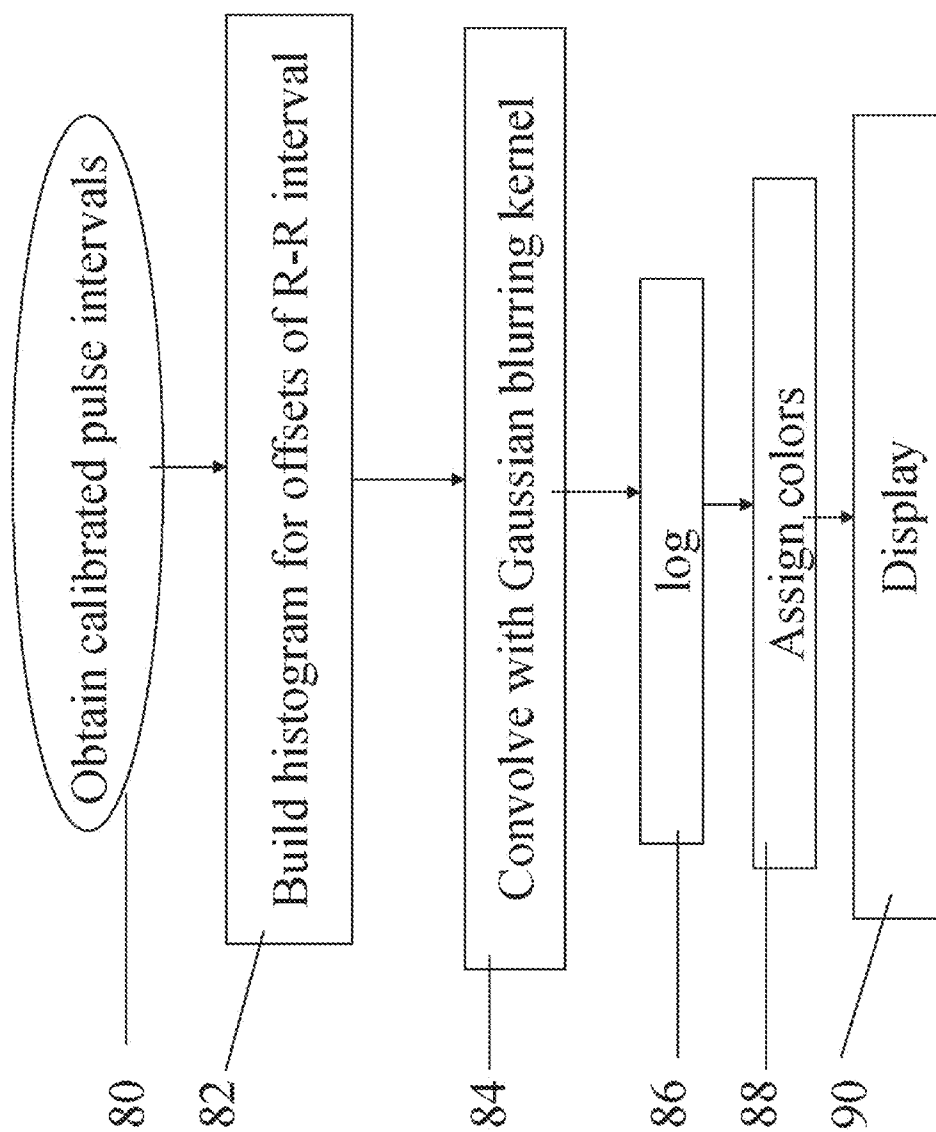 80
Obtain calibrated pulse intervals
82
Build histogram for offsets of R-R interval
84
Convolve with Gaussian blurring kernel
86
log
88
Assign colors
90
Display